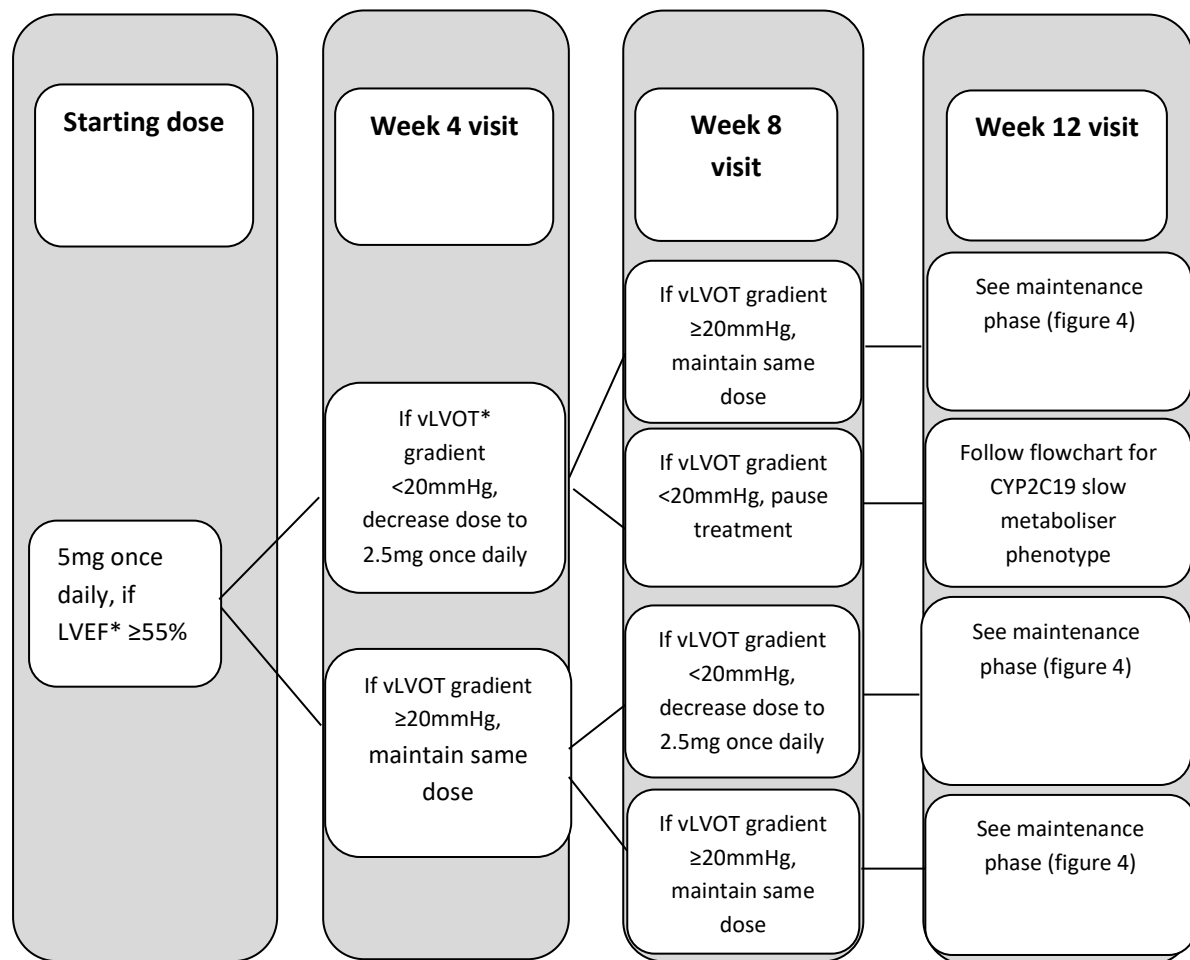 Starting dose
Week 4 visit
Week 8
visit
Week 12 visit
5mg once
daily, if
LVEF* ≥55%
If vLVOT*
gradient
<20mmHg,
decrease dose to
2.5mg once daily
If vLVOT gradient
≥20mmHg,
maintain same
dose
If vLVOT gradient
≥20mmHg,
maintain same
dose
If vLVOT gradient
<20mmHg, pause
treatment
If vLVOT gradient
<20mmHg,
decrease dose to
2.5mg once daily
If vLVOT gradient
≥20mmHg,
maintain same
dose
See maintenance
phase (figure 4)
Follow flowchart for
CYP2C19 slow
metaboliser
phenotype
See maintenance
phase (figure 4)
See maintenance
phase (figure 4)